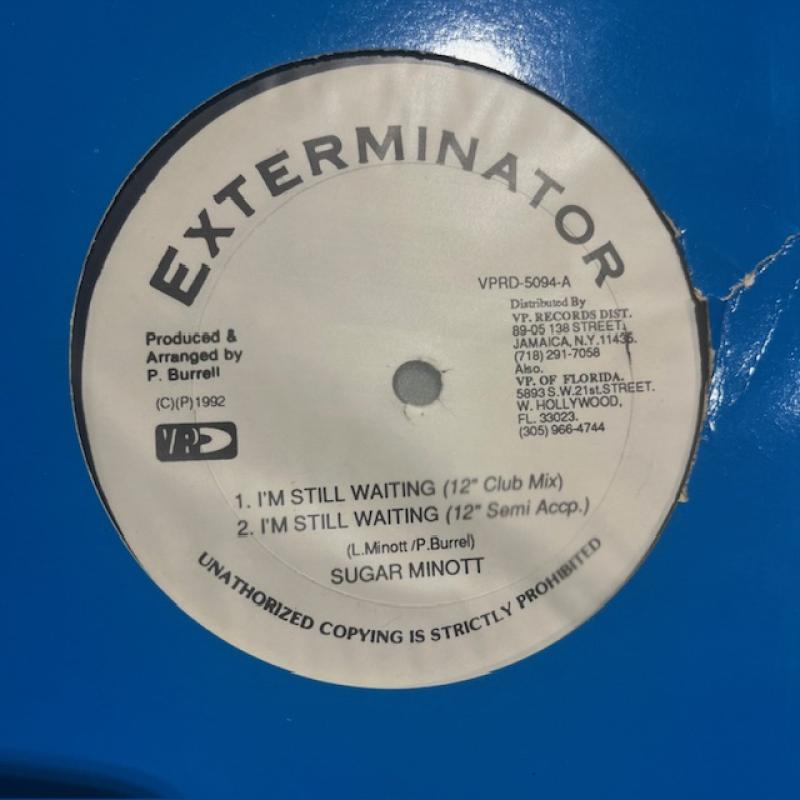 EXTERMINATOR
VPRD-5094-A
Distributed By
VP. RECORDS DIST.
89-05 138 STREET,
JAMAICA, N.Y.11435.
(718) 291-7058
Also.
VP. OF FLORIDA.
5893 S.W.21st.STREET.
W. HOLLYWOOD,
FL. 33023.
(305) 966-4744
Produced &
Arranged by
P. Burrell
(C)(P)1992
VPRD
1. I'M STILL WAITING (12" Club Mix)
2. I'M STILL WAITING (12" Semi Accp.)
(L.Minott /P.Burrel)
SUGAR MINOTT
UNATHORIZED COPYING IS STRICTLY PROHIBITED